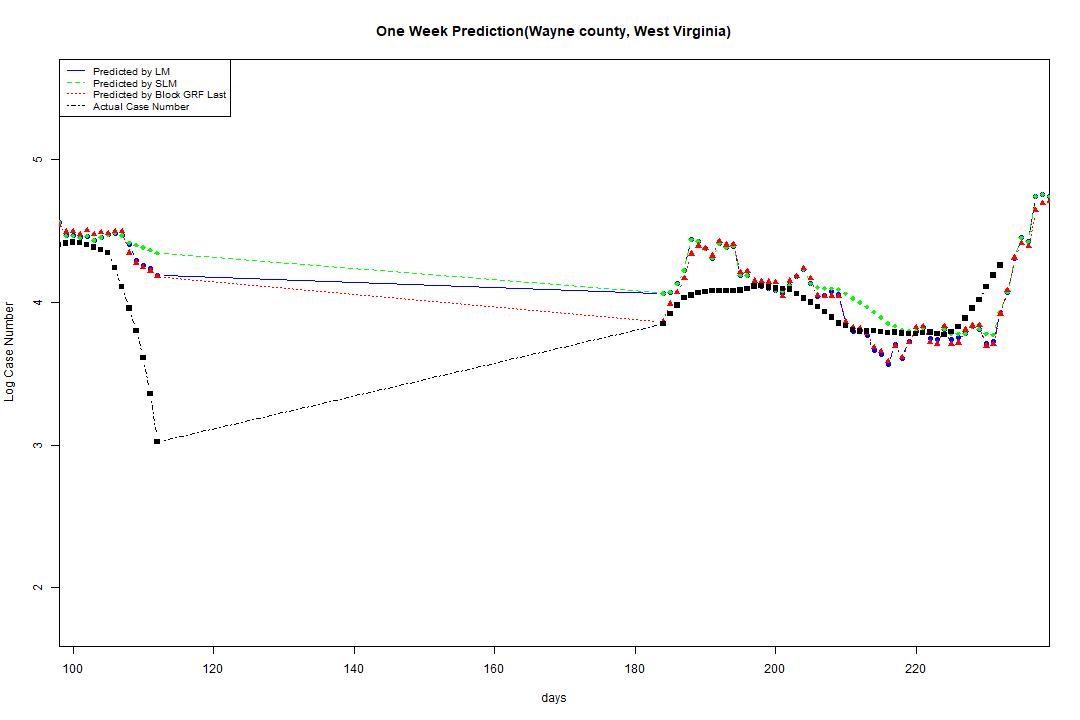 One Week Prediction(Wayne county, West Virginia)
Predicted by LM
Predicted by SLM
Predicted by Block GRF Last
Actual Case Number
5
4
3
2
Log Case Number
100 120 140 160 180 200 220
days